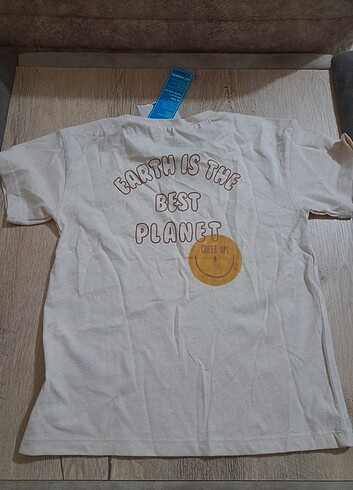 EARTH IS THE
BEST
PLANET
CHEER UP!